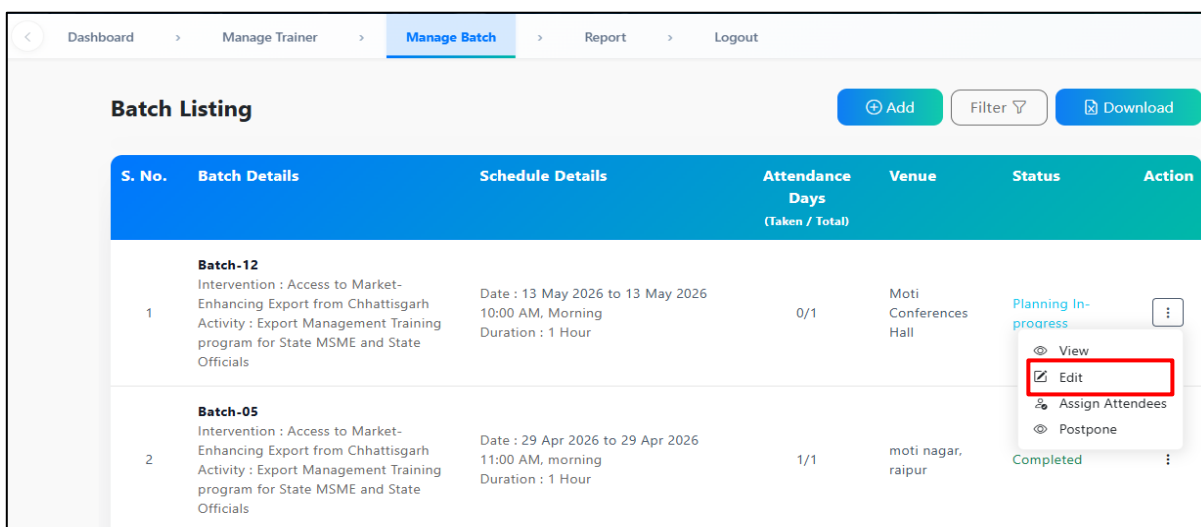 Dashboard > Manage Trainer > Manage Batch > Report > Logout
Batch Listing
Add
Filter
Download
S. No.
Batch Details
Schedule Details
Attendance
Days
(Taken / Total)
Venue
Status
Action
1
Batch-12
Intervention : Access to Market-
Enhancing Export from Chhattisgarh
Activity : Export Management Training
program for State MSME and State
Officials
Date : 13 May 2026 to 13 May 2026
10:00 AM, Morning
Duration : 1 Hour
0/1
Moti
Conferences
Hall
Planning In-
progress
View
Edit
Assign Attendees
Postpone
2
Batch-05
Intervention : Access to Market-
Enhancing Export from Chhattisgarh
Activity : Export Management Training
program for State MSME and State
Officials
Date : 29 Apr 2026 to 29 Apr 2026
11:00 AM, morning
Duration : 1 Hour
1/1
moti nagar,
raipur
Completed